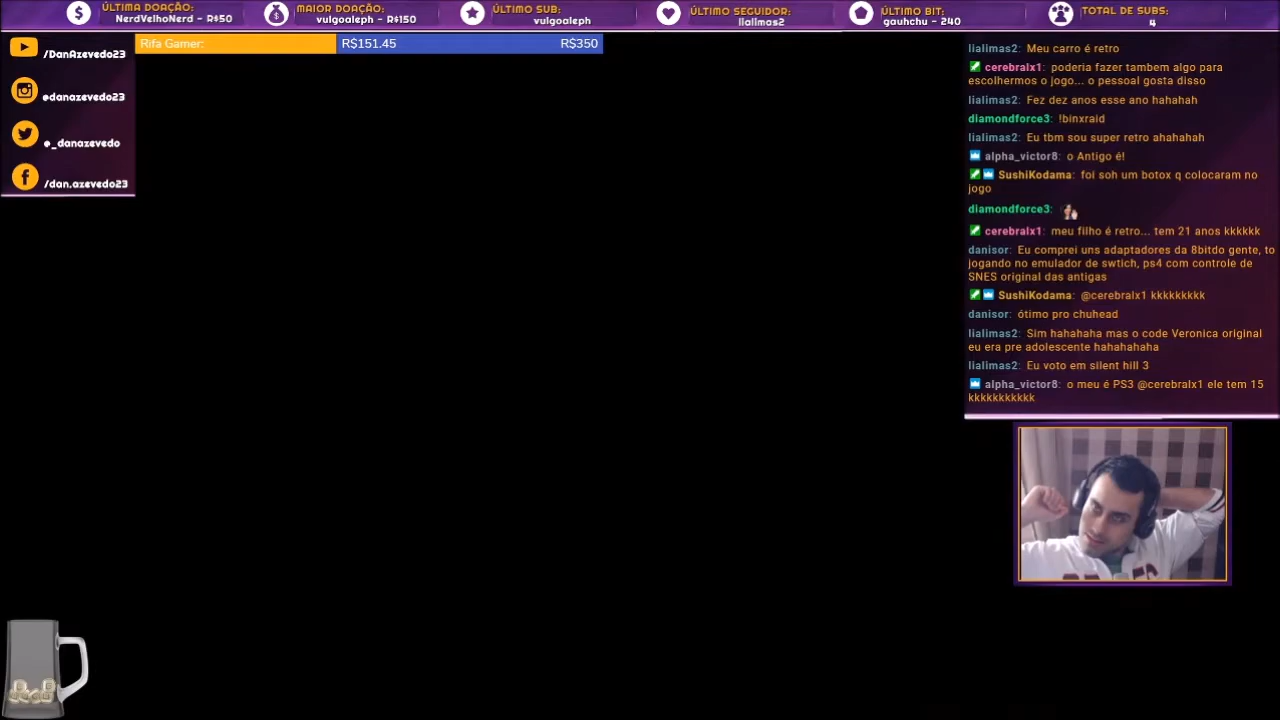 ÚLTIMA DOAÇÃO:
NerdVelhoNerd - R$50
MAIOR DOAÇÃO:
vulgoaleph - R$150
ÚLTIMO SUB:
vulgoaleph
ÚLTIMO SEGUIDOR:
lialimas2
ÚLTIMO BIT:
gauhchu - 240
TOTAL DE SUBS:
4
/DanAzevedo23
@danazevedo23
@_danazevedo
/dan.azevedo23
Rifa Gamer: R$151.45 R$350
lialimas2: Meu carro é retro
cerebralx1: poderia fazer tambem algo para
escolhermos o jogo... o pessoal gosta disso
lialimas2: Fez dez anos esse ano hahahah
diamondforce3: !binxraid
lialimas2: Eu tbm sou super retro ahahahah
alpha_victor8: o Antigo é!
SushiKodama: foi soh um botox q colocaram no
jogo
diamondforce3:
cerebralx1: meu filho é retro... tem 21 anos kkkkkk
danisor: Eu comprei uns adaptadores da 8bitdo gente, to
jogando no emulador de swtich, ps4 com controle de
SNES original das antigas
SushiKodama: @cerebralx1 kkkkkkkkk
danisor: ótimo pro chuhead
lialimas2: Sim hahahaha mas o code Veronica original
eu era pre adolescente hahahahaha
lialimas2: Eu voto em silent hill 3
alpha_victor8: o meu é PS3 @cerebralx1 ele tem 15
kkkkkkkkkkk